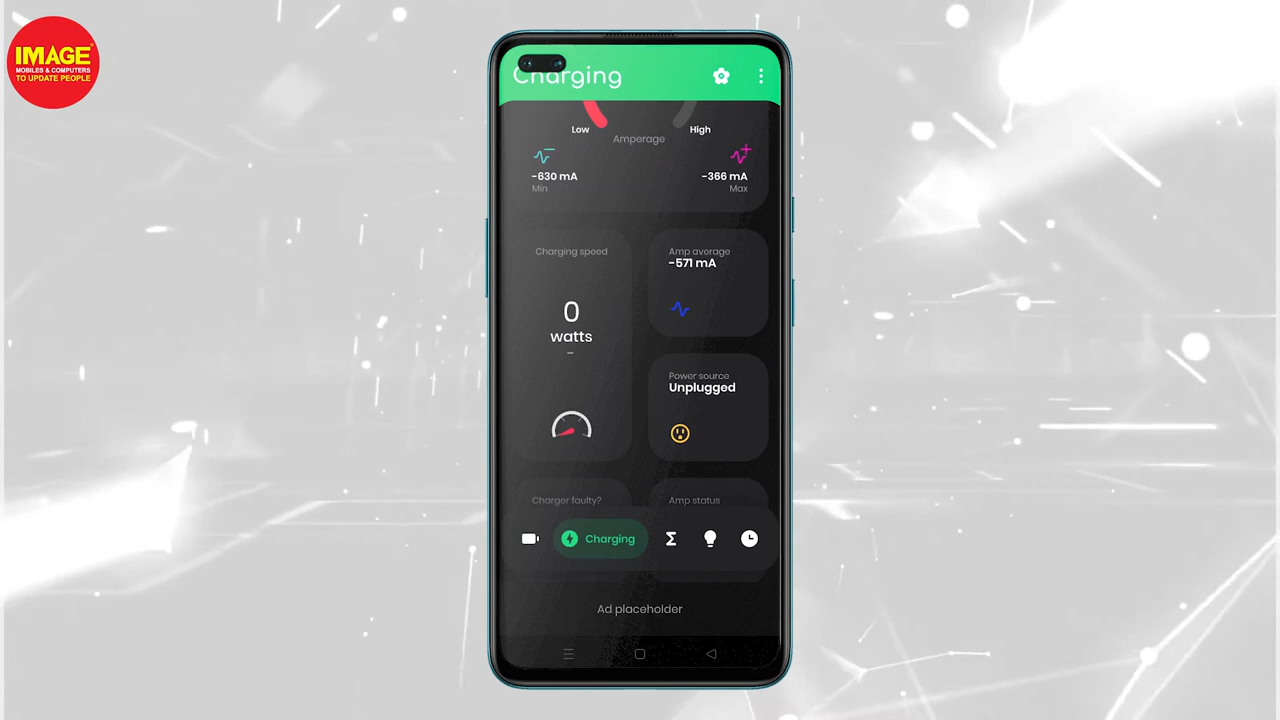 IMAGE
MOBILES & COMPUTERS
TO UPDATE PEOPLE
Charging
Low
High
Amperage
-630 mA
Min
-366 mA
Max
Charging speed
0
watts
-
Amp average
-571 mA
Power source
Unplugged
Charger faulty?
Amp status
Charging
Ad placeholder